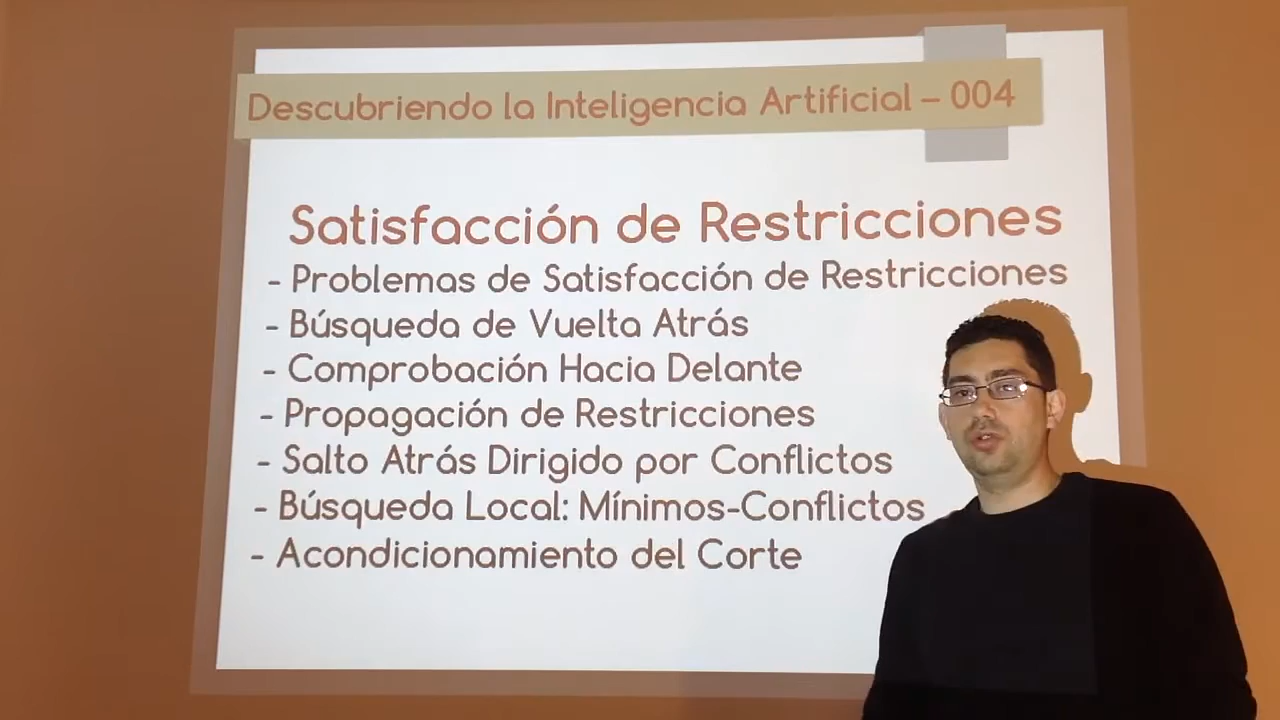 Descubriendo la Inteligencia Artificial – 004
Satisfacción de Restricciones
- Problemas de Satisfacción de Restricciones
- Búsqueda de Vuelta Atrás
- Comprobación Hacia Delante
- Propagación de Restricciones
- Salto Atrás Dirigido por Conflictos
- Búsqueda Local: Mínimos-Conflictos
- Acondicionamiento del Corte